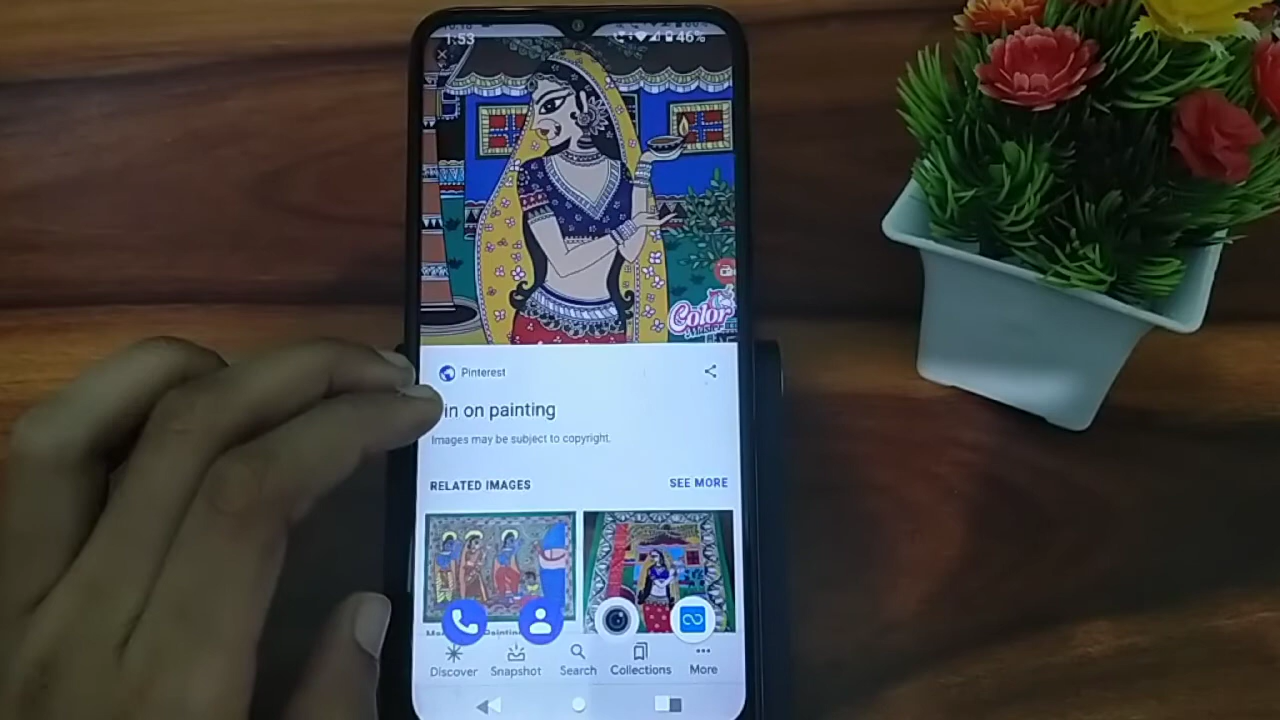 1:53
46%
Color
Pinterest
in on painting
Images may be subject to copyright.
RELATED IMAGES
SEE MORE
Discover
Snapshot
Search
Collections
More